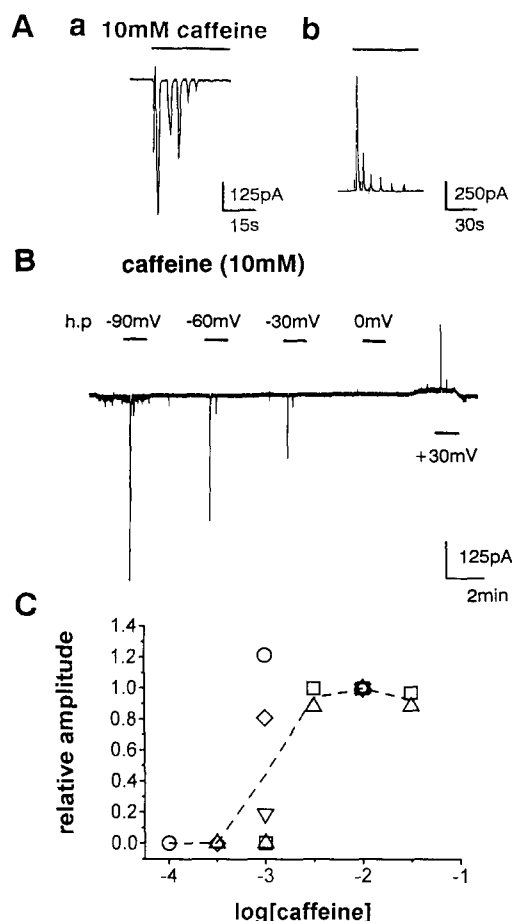 A
a 10mM caffeine
b
125pA
15s
250pA
30s
B
caffeine (10mM)
h.p -90mV -60mV -30mV 0mV
+30mV
125pA
2min
C
1.4
1.2
1.0
0.8
0.6
0.4
0.2
0.0
relative amplitude
-4 -3 -2 -1
log[caffeine]